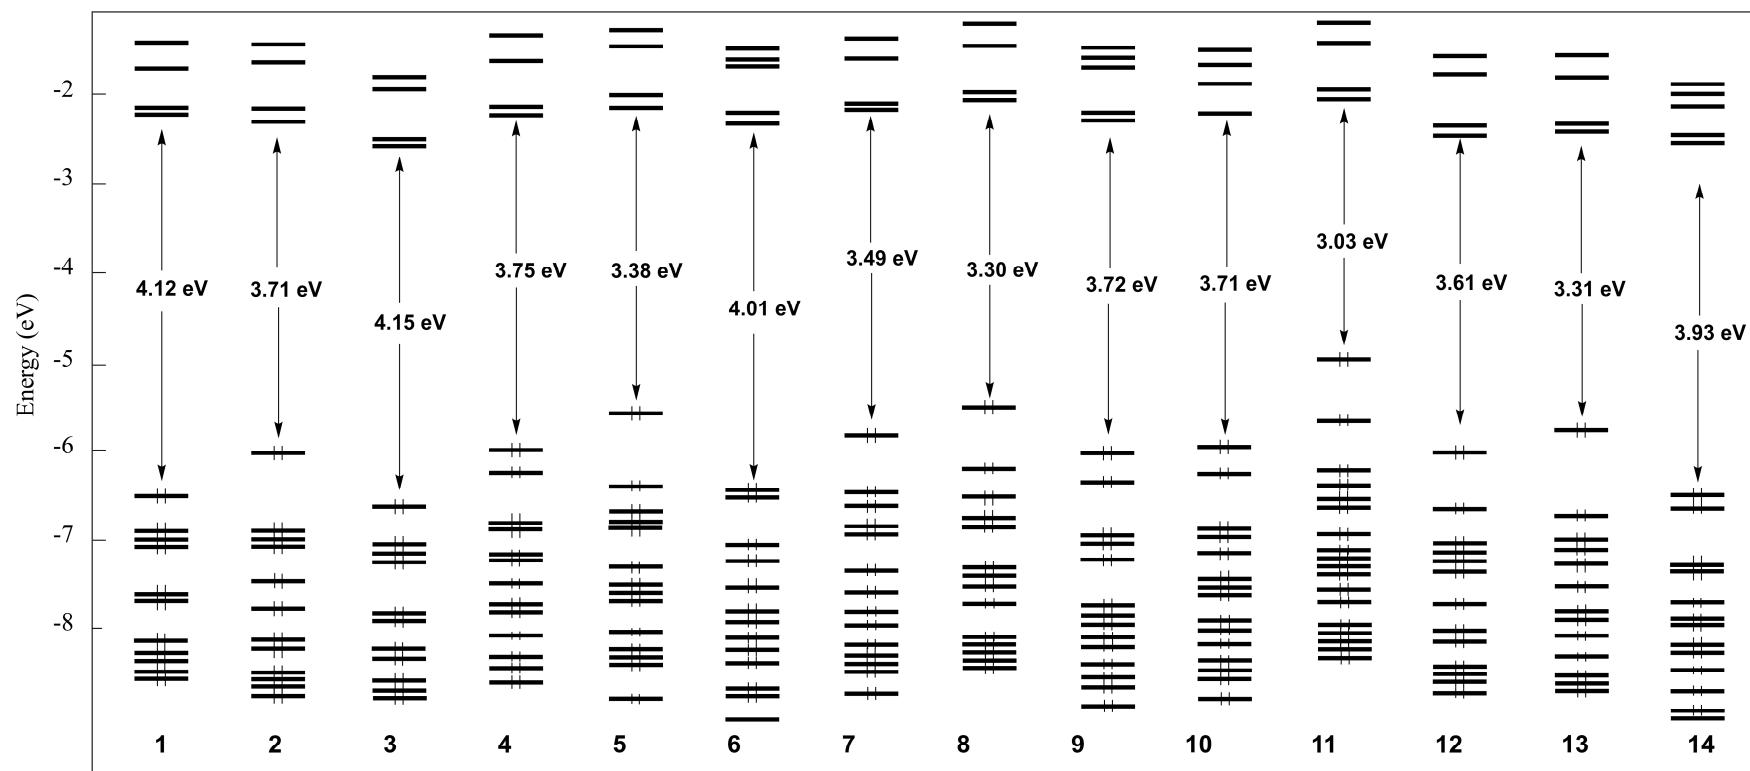 -2
-3
-4
-5
-6
-7
-8
Energy (eV)
4.12 eV
3.71 eV
4.15 eV
3.75 eV
3.38 eV
4.01 eV
3.49 eV
3.30 eV
3.72 eV
3.71 eV
3.03 eV
3.61 eV
3.31 eV
3.93 eV
1 2 3 4 5 6 7 8 9 10 11 12 13 14